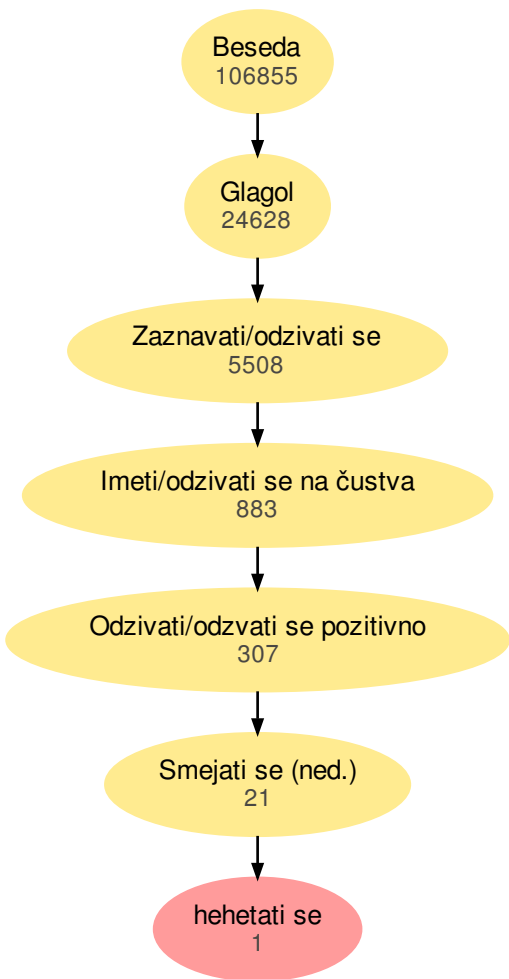 Beseda
106855
Glagol
24628
Zaznavati/odzivati se
5508
Imeti/odzivati se na čustva
883
Odzivati/odzvati se pozitivno
307
Smejati se (ned.)
21
hehetati se
1